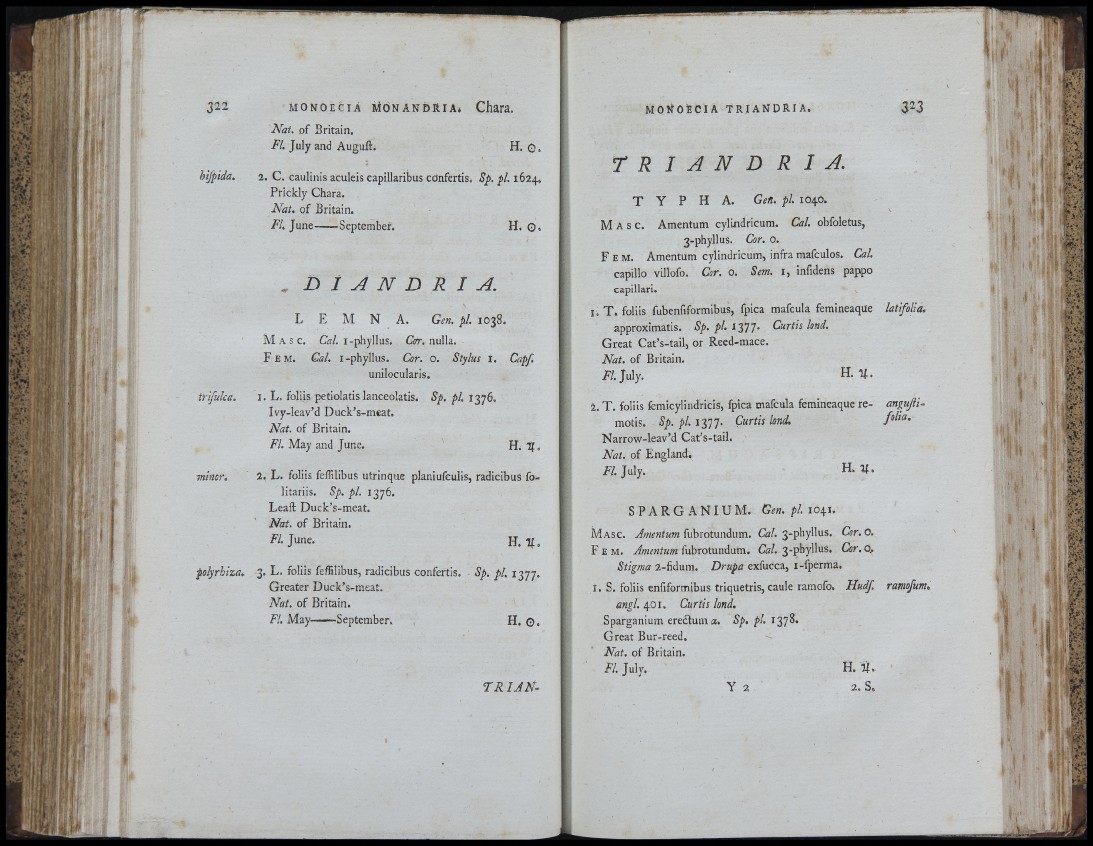 322 MONOECIA MONANDRIA. Chara.
Nat. of Britain.
Fl. July and Auguſt. H. ☉.
hiſpida. 2. C. caulinis aculeis capillaribus confertis. Sp. pl. 1624.
Prickly Chara.
Nat. of Britain.
Fl. June——September. H. ☉.
DIANDRIA.
LEMNA. Gen. pl. 1038.
MASC. Cal. 1-phyllus. Cor. nulla.
FEM. Cal. 1-phyllus. Cor. 0. Stylus 1. Capſ.
unilocularis.
triſulca. 1. L. foliis petiolatis lanceolatis. Sp. pl. 1376.
Ivy-leav'd Duck's-meat.
Nat. of Britain.
Fl. May and June. H. ♃.
minor. 2. L. foliis ſeſſilibus utrinque planiuſculis, radicibus ſo-
litariis. Sp. pl. 1376.
Leaſt Duck's-meat.
Nat. of Britain.
Fl. June. H. ♃.
polyrhiza. 3. L. foliis ſeſſilibus, radicibus confertis. Sp. pl. 1377.
Greater Duck's-meat.
Nat. of Britain.
Fl. May——September. H. ☉.
TRIAN-
MONOECIA TRIANDRIA. 323
TRIANDRIA.
TYPHA. Gen. pl. 1040.
MASC. Amentum cylindricum. Cal. obſoletus,
3-phyllus. Cor. 0.
FEM. Amentum cylindricum, infra maſculos. Cal.
capillo villoſo. Cor. 0. Sem. 1, inſidens pappo
capillari.
1. T. foliis ſubenſiformibus, ſpica maſcula femineaque latifolia.
approximatis. Sp. pl. 1377. Curtis lond.
Great Cat's-tail, or Reed-mace.
Nat. of Britain.
Fl. July. H. ♃.
2. T. foliis ſemicylindricis, ſpica maſcula femineaque re- anguſti-
motis. Sp. pl. 1377. Curtis lond. folia.
Narrow-leav'd Cat's-tail.
Nat. of England.
Fl. July. H. ♃.
SPARGANIUM. Gen. pl. 1041.
MASC. Amentum ſubrotundum. Cal. 3-phyllus. Cor. 0.
FEM. Amentum ſubrotundum. Cal. 3-phyllus. Cor. 0.
Stigma 2-fidum. Drupa exſucca, 1-ſperma.
1. S. foliis enſiformibus triquetris, caule ramoſo. Hudſ. ramoſum.
angl. 401. Curtis lond.
Sparganium erectum α. Sp. pl. 1378.
Great Bur-reed.
Nat. of Britain.
Fl. July. H. ♃.
Y 2 2. S.